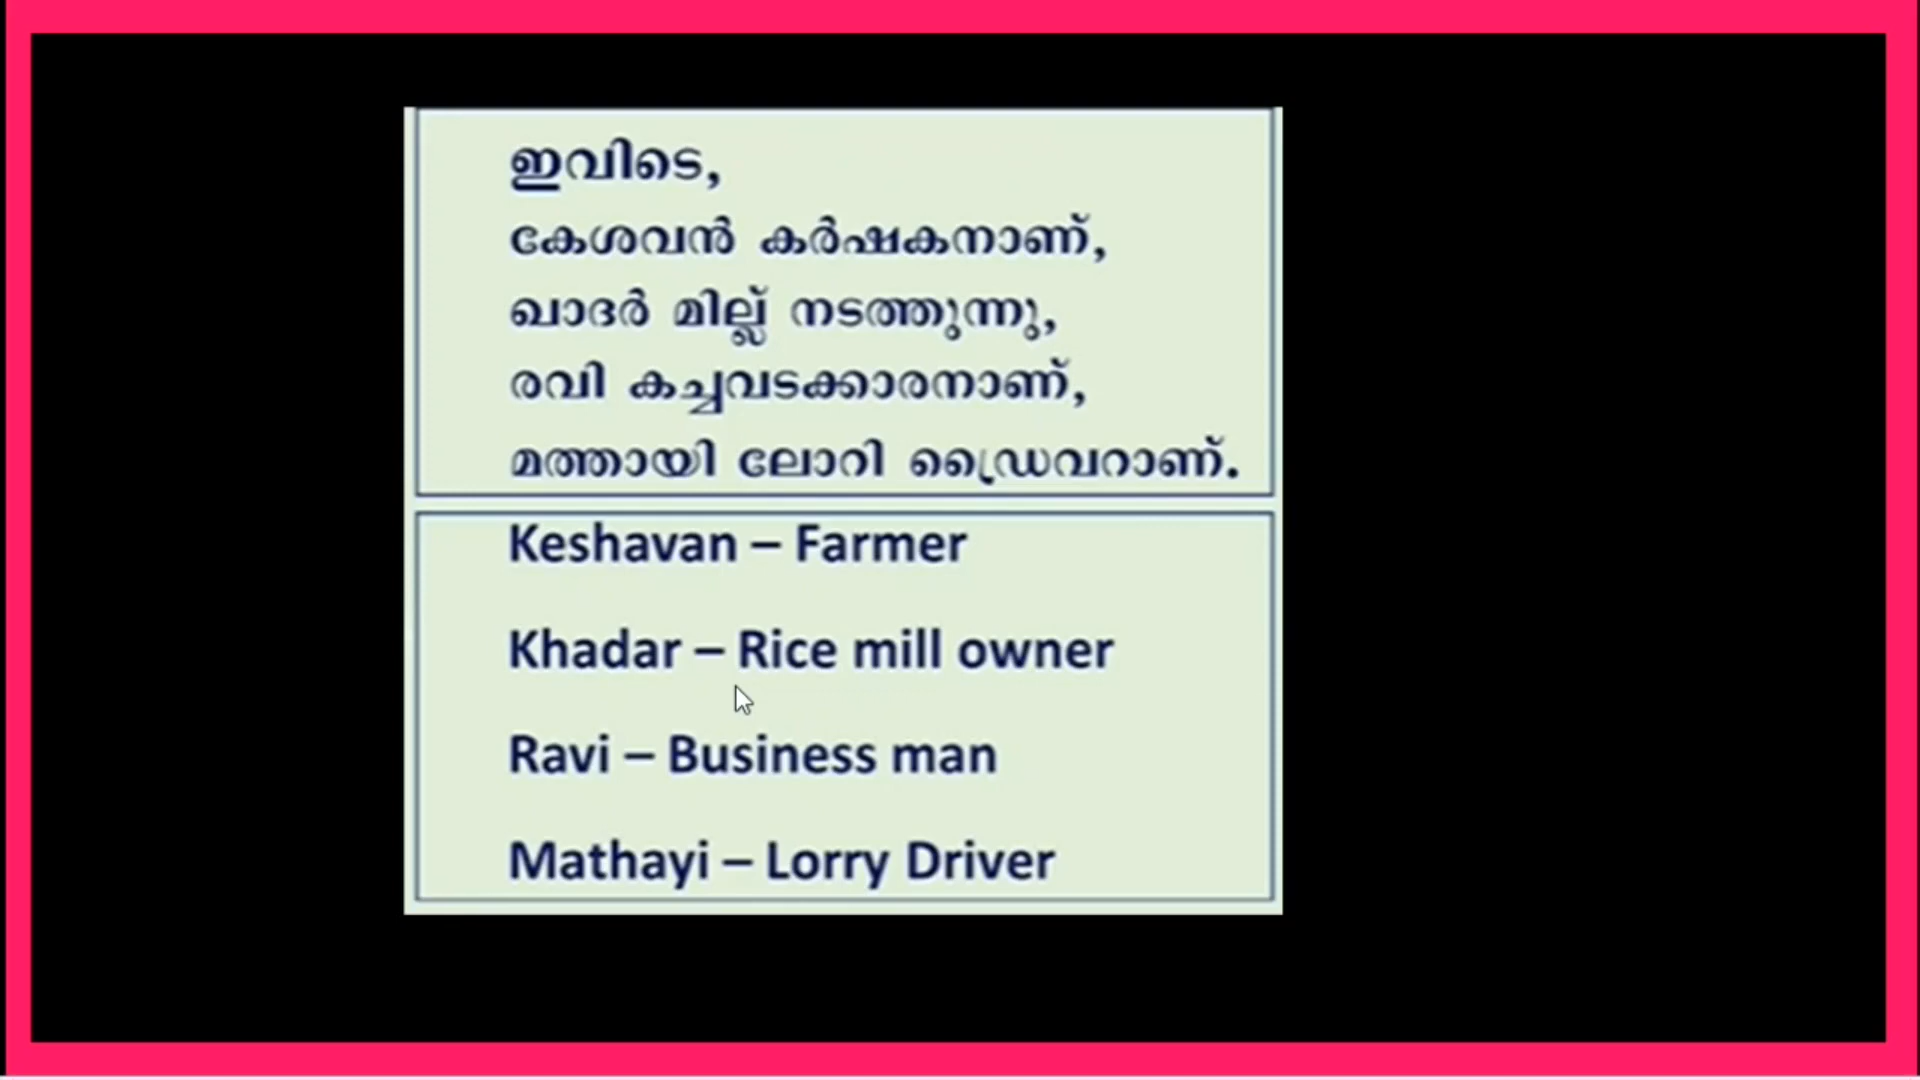 ഇവിടെ,
കേശവൻ കർഷകനാണ്,
ഖാദർ മില്ല് നടത്തുന്നു,
രവി കച്ചവടക്കാരനാണ്,
മത്തായി ലോറി ഡ്രൈവറാണ്.
Keshavan – Farmer
Khadar – Rice mill owner
Ravi – Business man
Mathayi – Lorry Driver